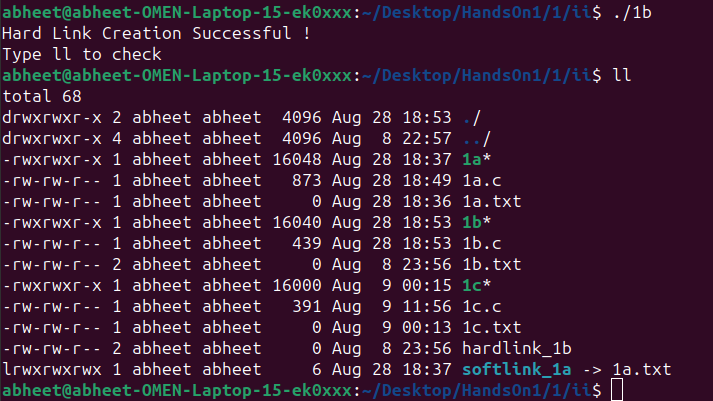 abheet@abheet-OMEN-Laptop-15-ek0xxx:~/Desktop/HandsOn1/1/ii$ ./1b
Hard Link Creation Successful !
Type ll to check
abheet@abheet-OMEN-Laptop-15-ek0xxx:~/Desktop/HandsOn1/1/ii$ ll
total 68
drwxrwxr-x 2 abheet abheet  4096 Aug 28 18:53 ./
drwxrwxr-x 4 abheet abheet  4096 Aug  8 22:57 ../
-rwxrwxr-x 1 abheet abheet 16048 Aug 28 18:37 1a*
-rw-rw-r-- 1 abheet abheet   873 Aug 28 18:49 1a.c
-rw-rw-r-- 1 abheet abheet     0 Aug 28 18:36 1a.txt
-rwxrwxr-x 1 abheet abheet 16040 Aug 28 18:53 1b*
-rw-rw-r-- 1 abheet abheet   439 Aug 28 18:53 1b.c
-rw-rw-r-- 2 abheet abheet     0 Aug  8 23:56 1b.txt
-rwxrwxr-x 1 abheet abheet 16000 Aug  9 00:15 1c*
-rw-rw-r-- 1 abheet abheet   391 Aug  9 11:56 1c.c
-rw-rw-r-- 1 abheet abheet     0 Aug  9 00:13 1c.txt
-rw-rw-r-- 2 abheet abheet     0 Aug  8 23:56 hardlink_1b
lrwxrwxrwx 1 abheet abheet     6 Aug 28 18:37 softlink_1a -> 1a.txt
abheet@abheet-OMEN-Laptop-15-ek0xxx:~/Desktop/HandsOn1/1/ii$